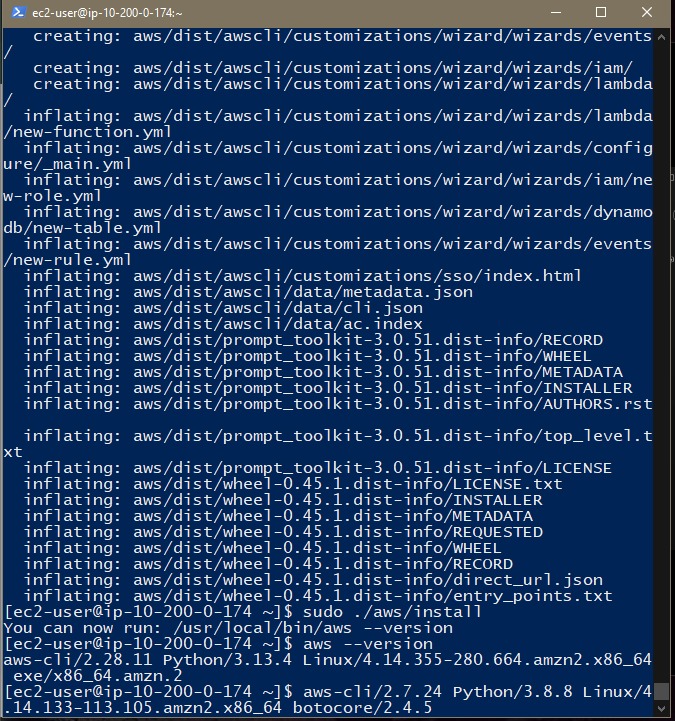 ec2-user@ip-10-200-0-174:~
creating: aws/dist/awscli/customizations/wizard/wizards/events
/
creating: aws/dist/awscli/customizations/wizard/wizards/iam/
creating: aws/dist/awscli/customizations/wizard/wizards/lambda
/
inflating: aws/dist/awscli/customizations/wizard/wizards/lambda
/new-function.yml
inflating: aws/dist/awscli/customizations/wizard/wizards/config
ure/_main.yml
inflating: aws/dist/awscli/customizations/wizard/wizards/iam/ne
w-role.yml
inflating: aws/dist/awscli/customizations/wizard/wizards/dynamo
db/new-table.yml
inflating: aws/dist/awscli/customizations/wizard/wizards/events
/new-rule.yml
inflating: aws/dist/awscli/customizations/sso/index.html
inflating: aws/dist/awscli/data/metadata.json
inflating: aws/dist/awscli/data/cli.json
inflating: aws/dist/awscli/data/ac.index
inflating: aws/dist/prompt_toolkit-3.0.51.dist-info/RECORD
inflating: aws/dist/prompt_toolkit-3.0.51.dist-info/WHEEL
inflating: aws/dist/prompt_toolkit-3.0.51.dist-info/METADATA
inflating: aws/dist/prompt_toolkit-3.0.51.dist-info/INSTALLER
inflating: aws/dist/prompt_toolkit-3.0.51.dist-info/AUTHORS.rst
inflating: aws/dist/prompt_toolkit-3.0.51.dist-info/top_level.t
xt
inflating: aws/dist/prompt_toolkit-3.0.51.dist-info/LICENSE
inflating: aws/dist/wheel-0.45.1.dist-info/LICENSE.txt
inflating: aws/dist/wheel-0.45.1.dist-info/INSTALLER
inflating: aws/dist/wheel-0.45.1.dist-info/METADATA
inflating: aws/dist/wheel-0.45.1.dist-info/REQUESTED
inflating: aws/dist/wheel-0.45.1.dist-info/WHEEL
inflating: aws/dist/wheel-0.45.1.dist-info/RECORD
inflating: aws/dist/wheel-0.45.1.dist-info/direct_url.json
inflating: aws/dist/wheel-0.45.1.dist-info/entry_points.txt
[ec2-user@ip-10-200-0-174 ~]$ sudo ./aws/install
You can now run: /usr/local/bin/aws --version
[ec2-user@ip-10-200-0-174 ~]$ aws --version
aws-cli/2.28.11 Python/3.13.4 Linux/4.14.355-280.664.amzn2.x86_64
exe/x86_64.amzn.2
[ec2-user@ip-10-200-0-174 ~]$ aws-cli/2.7.24 Python/3.8.8 Linux/4
.14.133-113.105.amzn2.x86_64 botocore/2.4.5